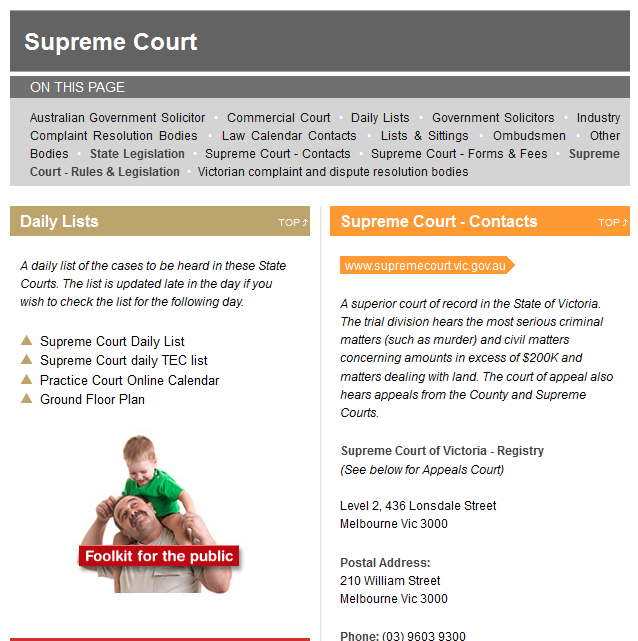 Supreme Court
ON THIS PAGE
Australian Government Solicitor • Commercial Court • Daily Lists • Government Solicitors • Industry
Complaint Resolution Bodies • Law Calendar Contacts • Lists & Sittings • Ombudsmen • Other
Bodies • State Legislation • Supreme Court - Contacts • Supreme Court - Forms & Fees • Supreme
Court - Rules & Legislation • Victorian complaint and dispute resolution bodies
Daily Lists
TOP
A daily list of the cases to be heard in these State
Courts. The list is updated late in the day if you
wish to check the list for the following day.
Supreme Court Daily List
Supreme Court daily TEC list
Practice Court Online Calendar
Ground Floor Plan
Foolkit for the public
Supreme Court - Contacts
TOP
www.supremecourt.vic.gov.au
A superior court of record in the State of Victoria.
The trial division hears the most serious criminal
matters (such as murder) and civil matters
concerning amounts in excess of $200K and
matters dealing with land. The court of appeal also
hears appeals from the County and Supreme
Courts.
Supreme Court of Victoria - Registry
(See below for Appeals Court)
Level 2, 436 Lonsdale Street
Melbourne Vic 3000
Postal Address:
210 William Street
Melbourne Vic 3000
Phone: (03) 9603 9300